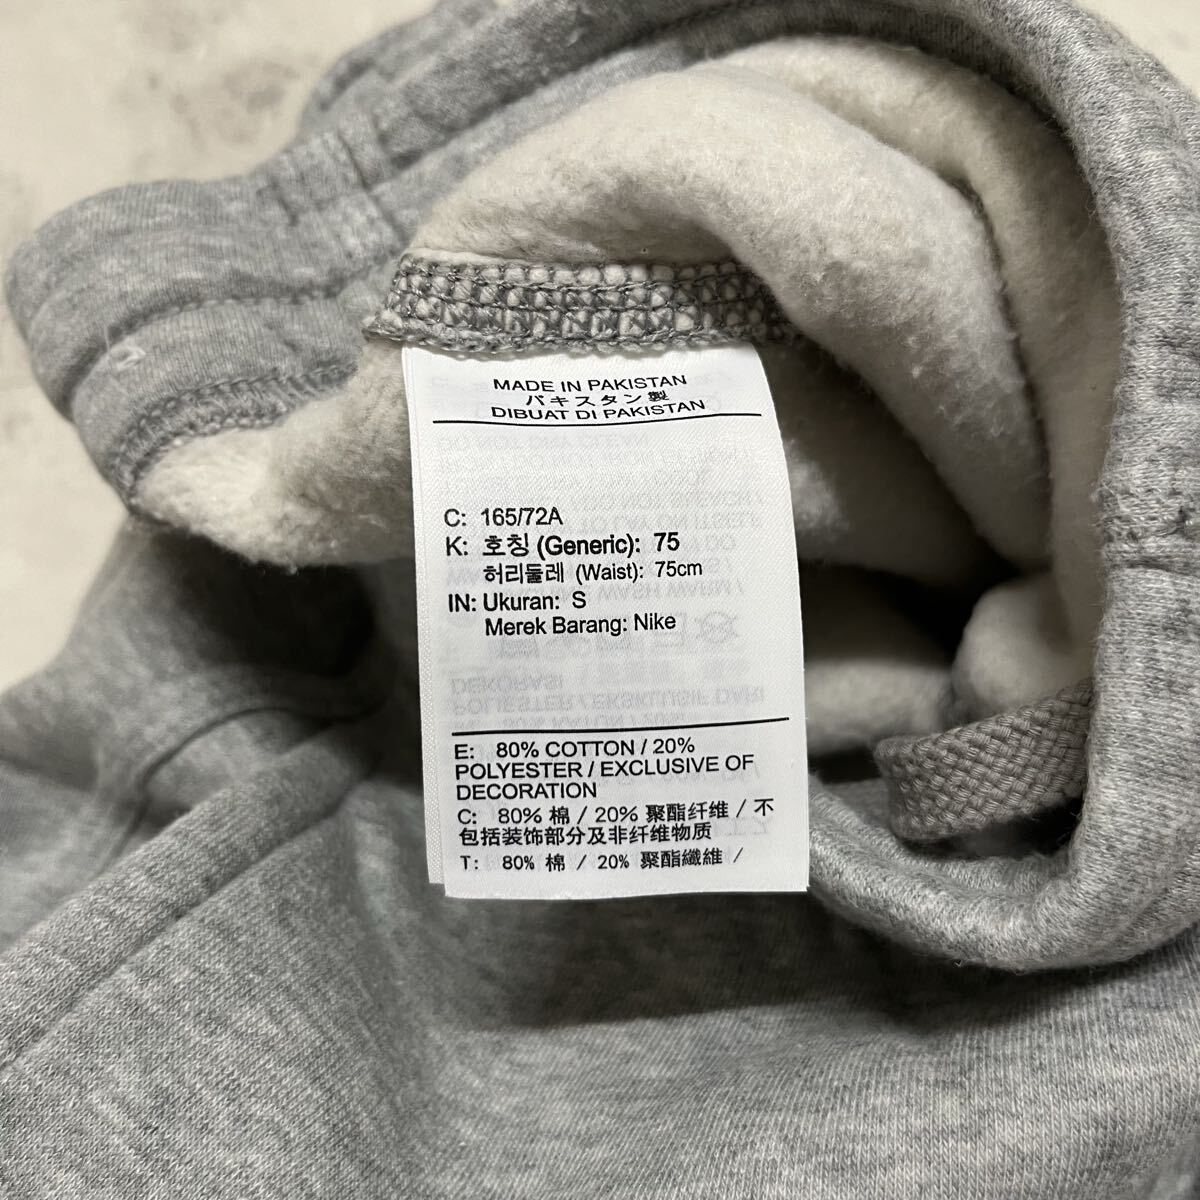 MADE IN PAKISTAN
パキスタン製
DIBUAT DI PAKISTAN
C: 165/72A
K: 호칭 (Generic): 75
허리둘레 (Waist): 75cm
IN: Ukuran: S
Merek Barang: Nike
E: 80% COTTON / 20%
POLYESTER / EXCLUSIVE OF
DECORATION
C: 80% 棉 / 20% 聚酯纤维 / 不
包括装饰部分及非纤维物质
T: 80% 棉 / 20% 聚酯纖維 /